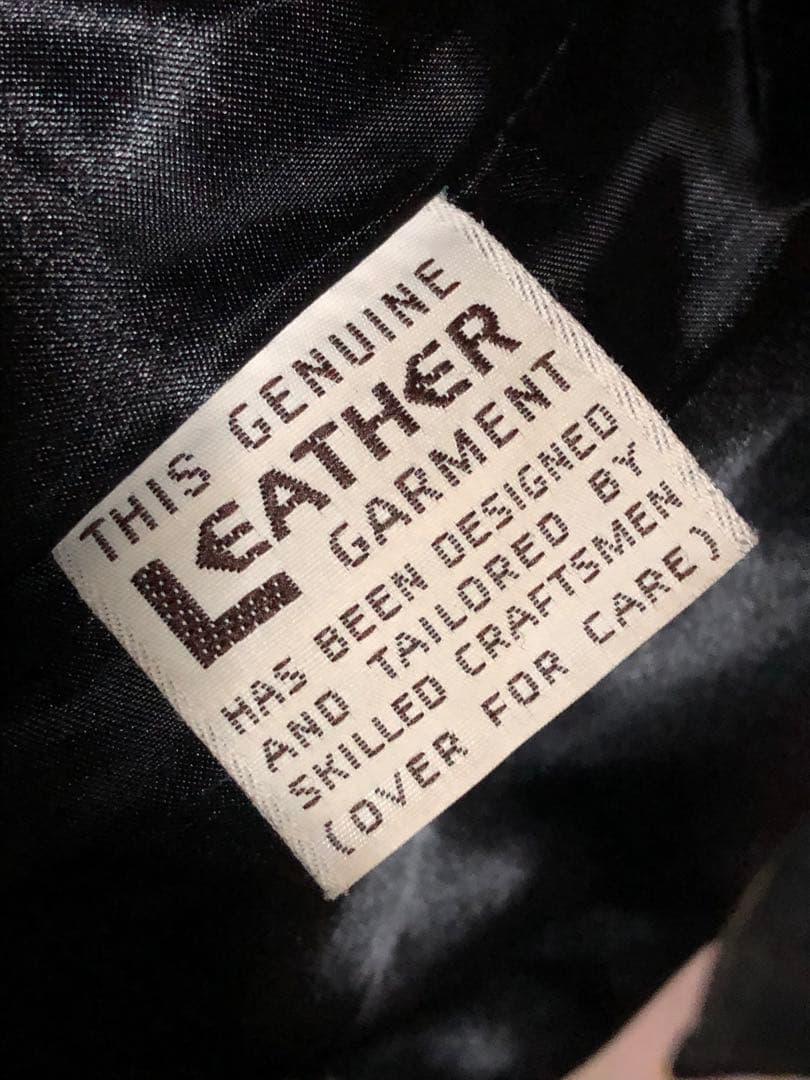 THIS GENUINE
LEATHER
GARMENT
HAS BEEN DESIGNED
AND TAILORED BY
SKILLED CRAFTSMEN
(OVER FOR CARE)